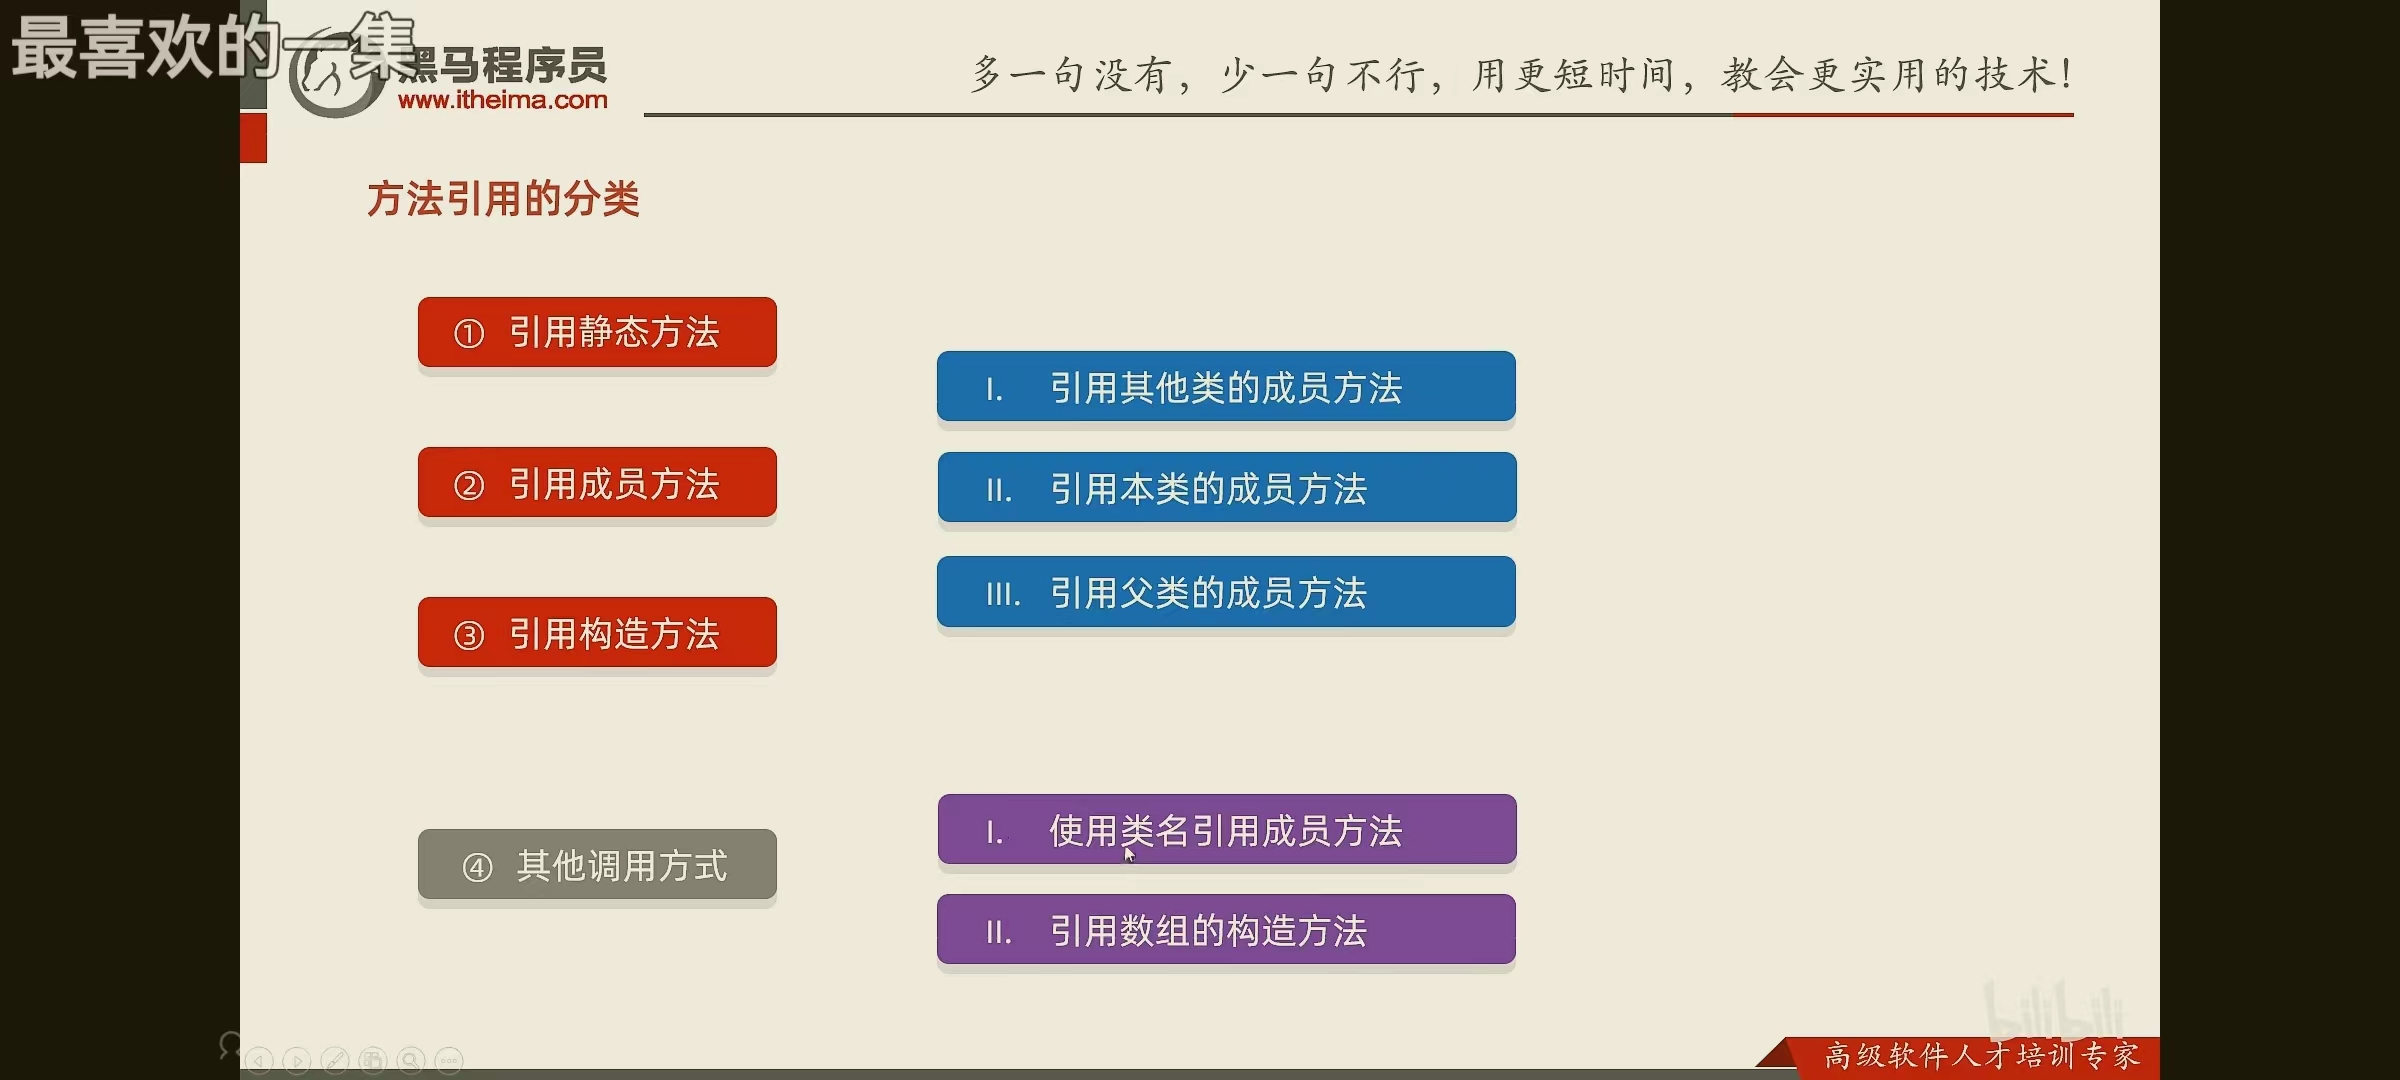 最喜欢的一集
黑马程序员
www.itheima.com
多一句没有，少一句不行，用更短时间，教会更实用的技术！
方法引用的分类
① 引用静态方法
② 引用成员方法
③ 引用构造方法
④ 其他调用方式
I. 引用其他类的成员方法
II. 引用本类的成员方法
III. 引用父类的成员方法
I. 使用类名引用成员方法
II. 引用数组的构造方法
bilibili
高级软件人才培训专家